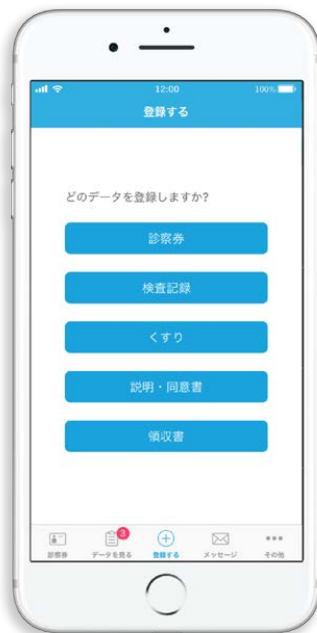 12:00
100%
登録する
どのデータを登録しますか?
診察券
検査記録
くすり
説明・同意書
領収書
3
診察券
データを見る
登録する
メッセージ
その他